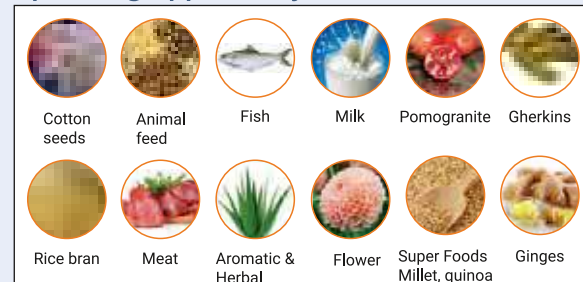 Cotton seeds
Animal feed
Fish
Milk
Pomogranite
Gherkins
Rice bran
Meat
Aromatic & Herbal
Flower
Super Foods Millet, quinoa
Ginges